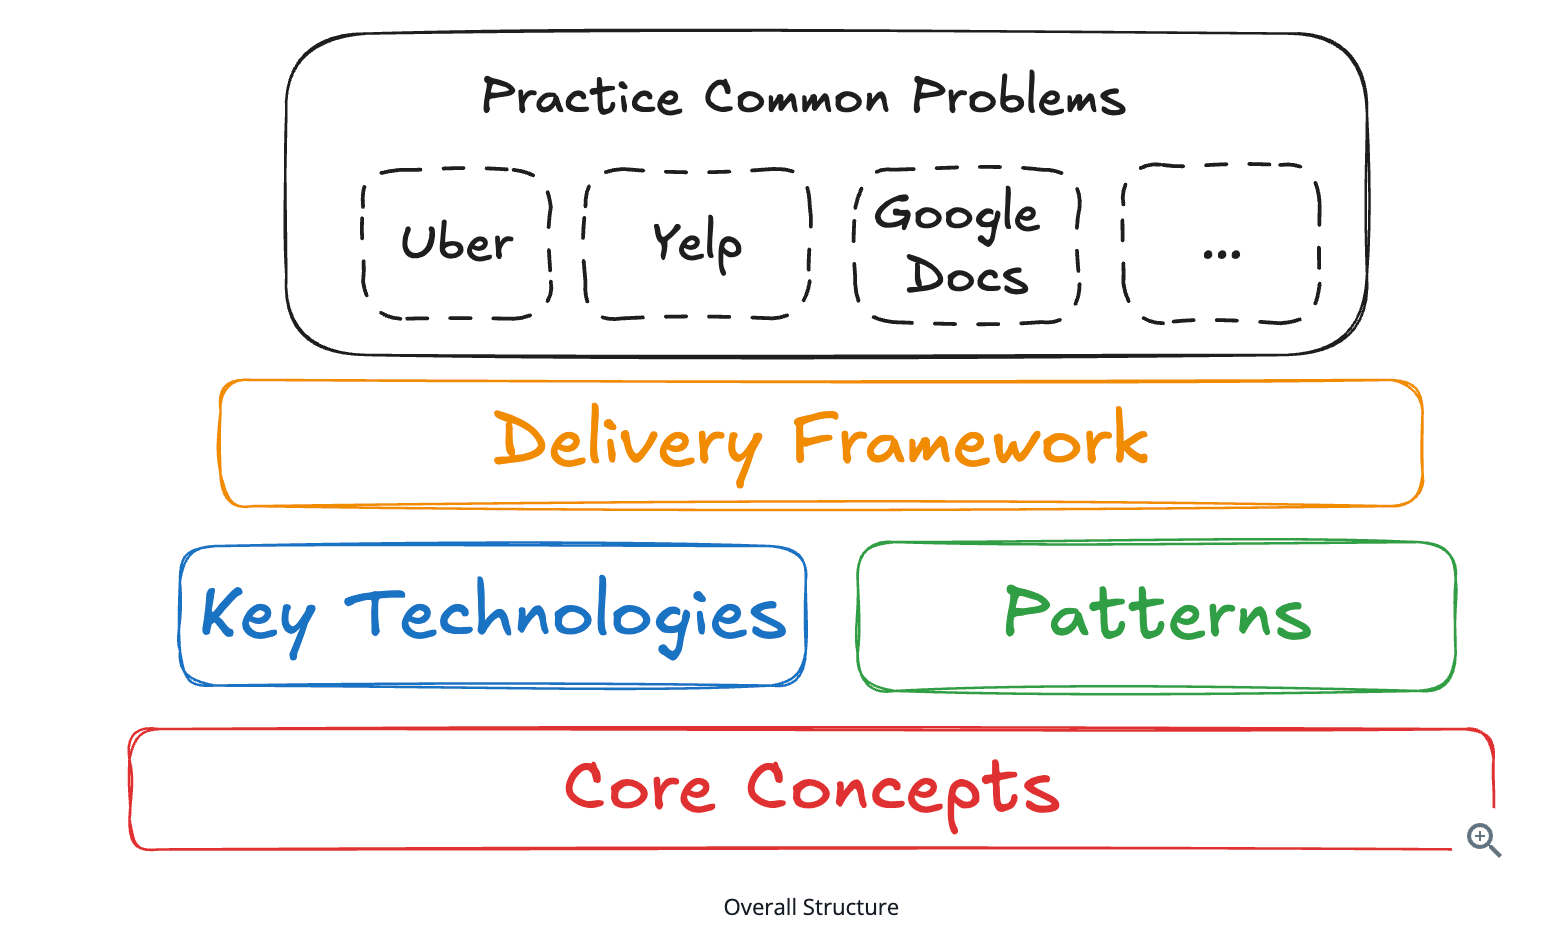 Practice Common Problems
Uber
Yelp
Google
Docs
...
Delivery Framework
Key Technologies
Patterns
Core Concepts
Overall Structure